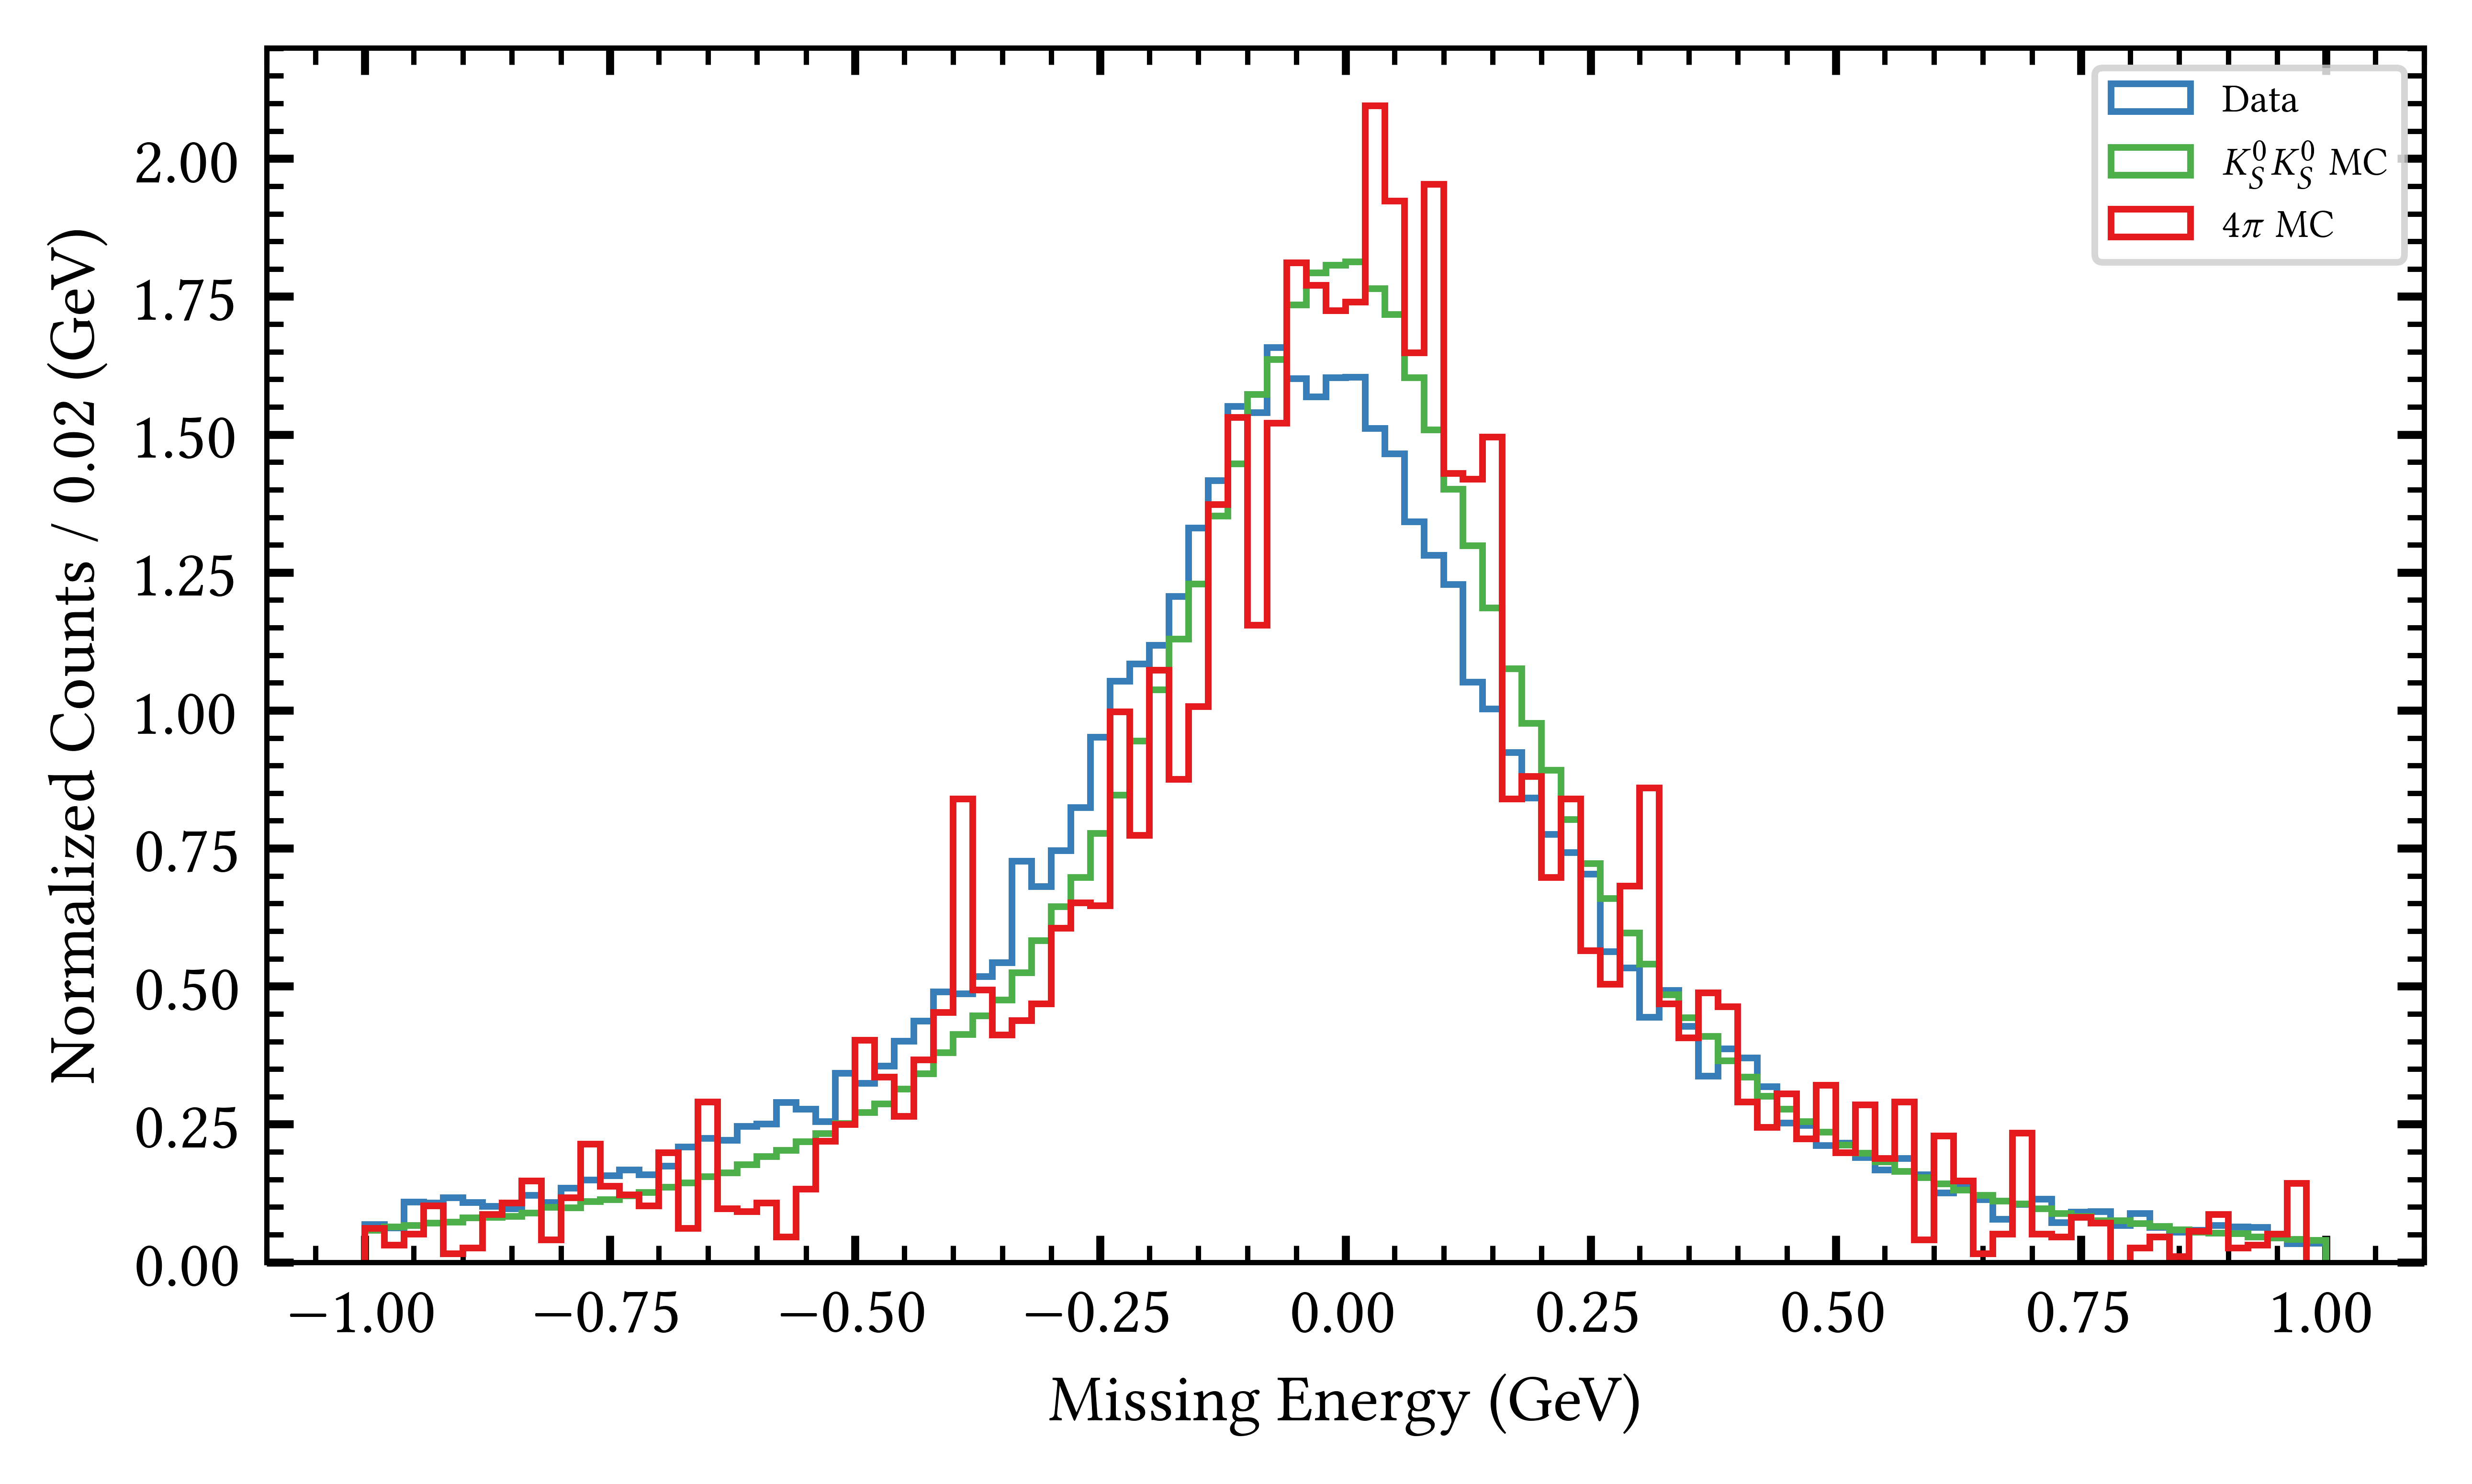 Normalized Counts / 0.02 (GeV)
2.00
1.75
1.50
1.25
1.00
0.75
0.50
0.25
0.00
Data
$K_S^0 K_S^0$ MC
4π MC
−1.00 −0.75 −0.50 −0.25 0.00 0.25 0.50 0.75 1.00
Missing Energy (GeV)